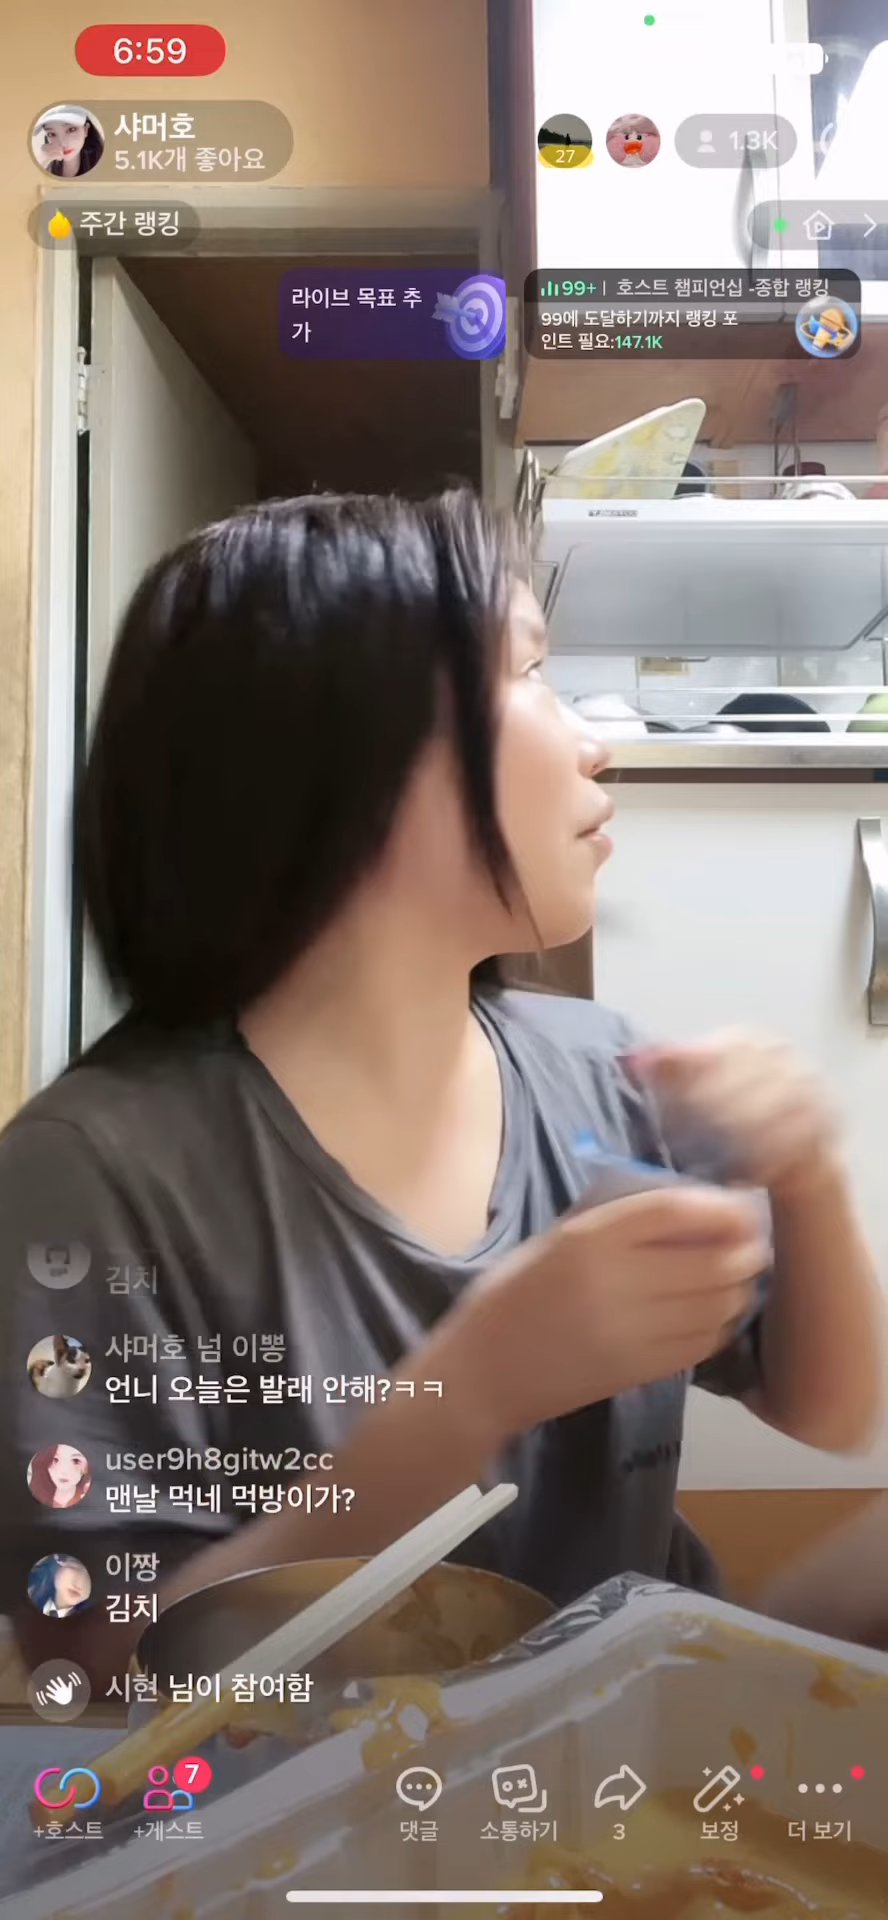 6:59
샤머호
5.1K개 좋아요
27
1.3K
주간 랭킹
라이브 목표 추
가
99+ | 호스트 챔피언십 -종합 랭킹
99에 도달하기까지 랭킹 포
인트 필요:147.1K
김치
샤머호 넘 이뽕
언니 오늘은 발래 안해?ㅋㅋ
user9h8gitw2cc
맨날 먹네 먹방이가?
이짱
김치
시현 님이 참여함
7
+호스트
+게스트
댓글
소통하기
3
보정
더 보기